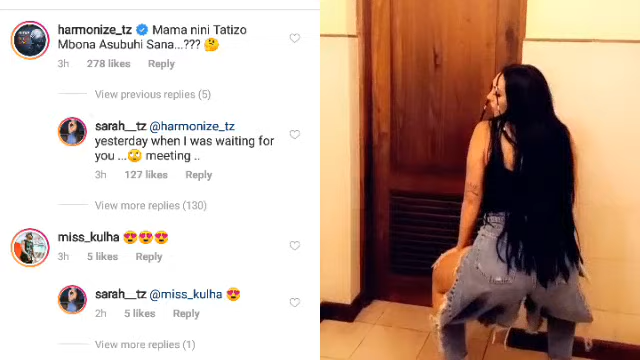 harmonize_tz Mama nini Tatizo
Mbona Asubuhi Sana...??? 🤔
3h 278 likes Reply
View previous replies (5)
sarah__tz @harmonize_tz
yesterday when I was waiting for
you ...🙄 meeting ..
3h 127 likes Reply
View more replies (130)
miss_kulha 😍😍😍
3h 5 likes Reply
sarah__tz @miss_kulha 😍
2h 5 likes Reply
View more replies (1)